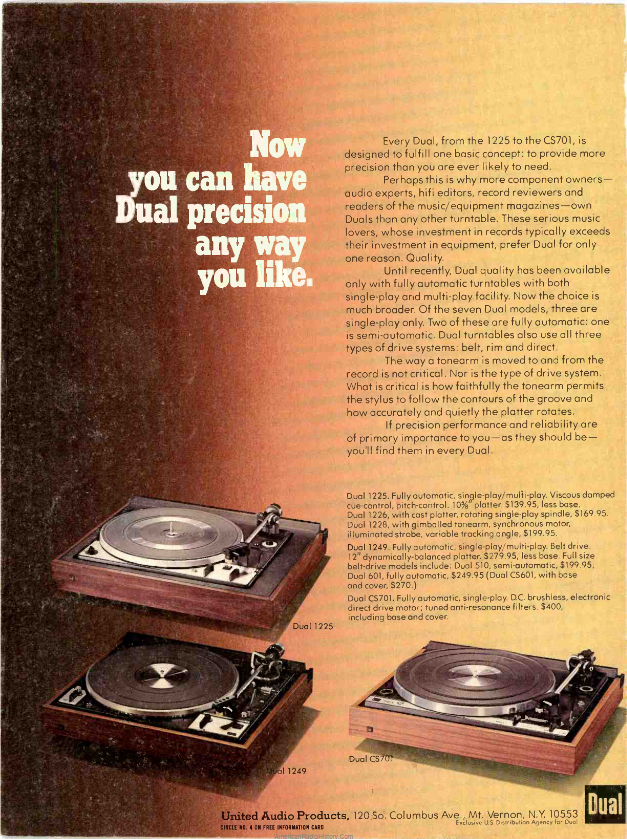 Now
you can have
Dual precision
any way
you like.
Every Dual, from the 1225 to the CS701, is
designed to fulfill one basic concept: to provide more
precision than you are ever likely to need.
Perhaps this is why more component owners—
audio experts, hifi editors, record reviewers and
readers of the music/equipment magazines—own
Duals than any other turntable. These serious music
lovers, whose investment in records typically exceeds
their investment in equipment, prefer Dual for only
one reason. Quality.
Until recently, Dual quality has been available
only with fully automatic turntables with both
single-play and multi-play facility. Now the choice is
much broader. Of the seven Dual models, three are
single-play only. Two of these are fully automatic: one
is semi-automatic. Dual turntables also use all three
types of drive systems: belt, rim and direct.
The way a tonearm is moved to and from the
record is not critical. Nor is the type of drive system.
What is critical is how faithfully the tonearm permits
the stylus to follow the contours of the groove and
how accurately and quietly the platter rotates.
If precision performance and reliability are
of primary importance to you—as they should be—
you'll find them in every Dual.
Dual 1225. Fully automatic, single-play/multi-play. Viscous damped
cue-control, pitch-control. 10⅝" platter. $139.95, less base.
Dual 1226, with cast platter, rotating single-play spindle, $169.95.
Dual 1228, with gimballed tonearm, synchronous motor,
illuminated strobe, variable tracking angle, $199.95.
Dual 1249. Fully automatic, single-play/multi-play. Belt drive.
12" dynamically-balanced platter. $279.95, less base. Full size
belt-drive models include: Dual 510, semi-automatic, $199.95,
Dual 601, fully automatic, $249.95 (Dual CS601, with base
and cover, $270.)
Dual CS701. Fully automatic, single-play. D.C. brushless, electronic
direct drive motor; tuned anti-resonance filters. $400,
including base and cover.
Dual 1225
Dual 1249
Dual CS701
Dual
United Audio Products, 120 So. Columbus Ave., Mt. Vernon, N.Y. 10553
Exclusive U.S. Distribution Agency for Dual
CIRCLE NO. 4 ON FREE INFORMATION CARD
AmericanRadioHistory.Com